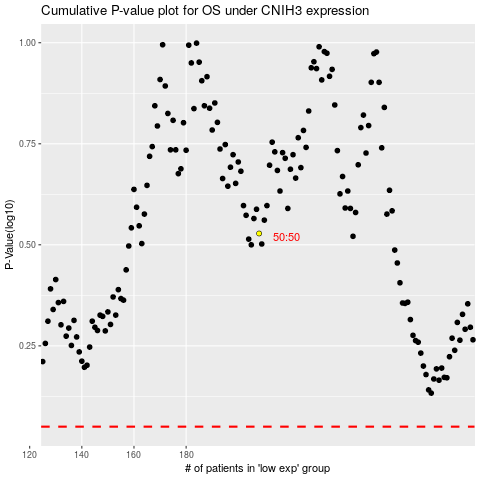 Cumulative P-value plot for OS under CNIH3 expression
1.00
0.75
0.50
0.25
P-Value(log10)
50:50
120 140 160 180
# of patients in 'low exp' group